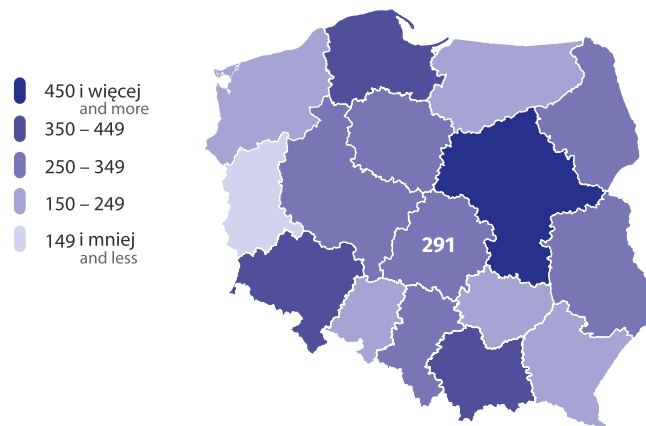 450 i więcej
and more
350 – 449
250 – 349
150 – 249
149 i mniej
and less
291